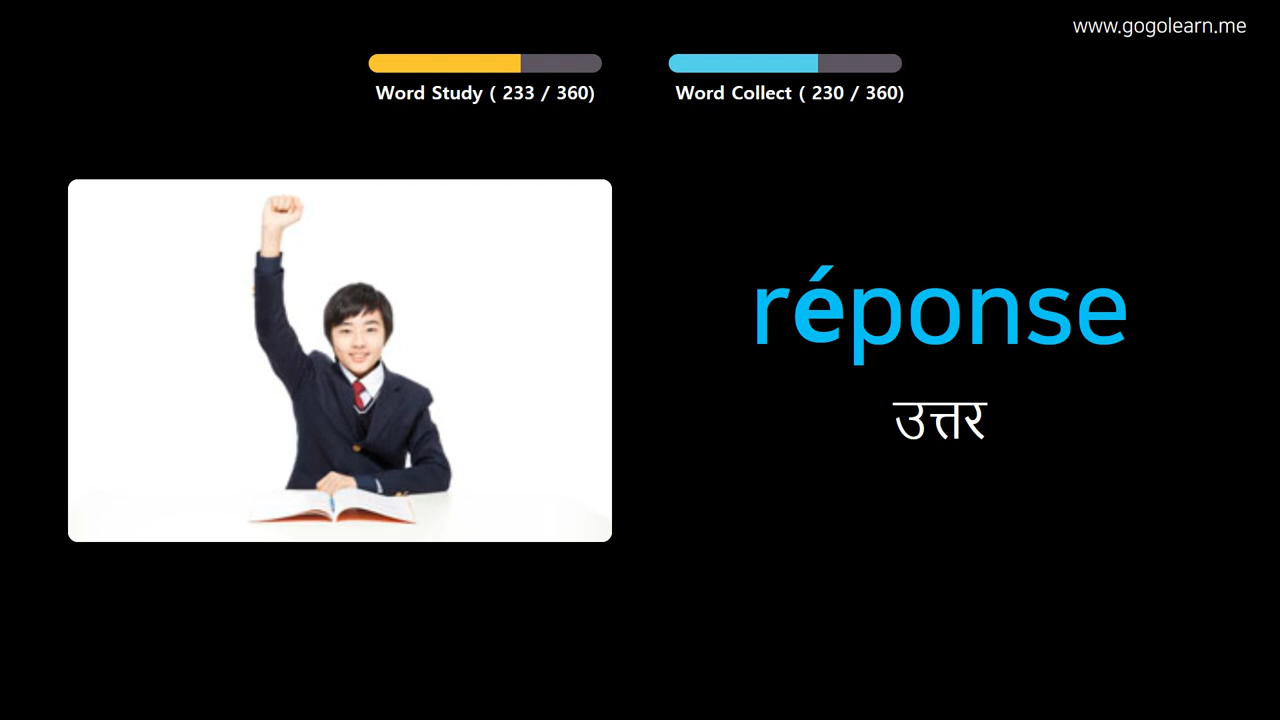 www.gogolearn.me
Word Study ( 233 / 360)
Word Collect ( 230 / 360)
réponse
उत्तर